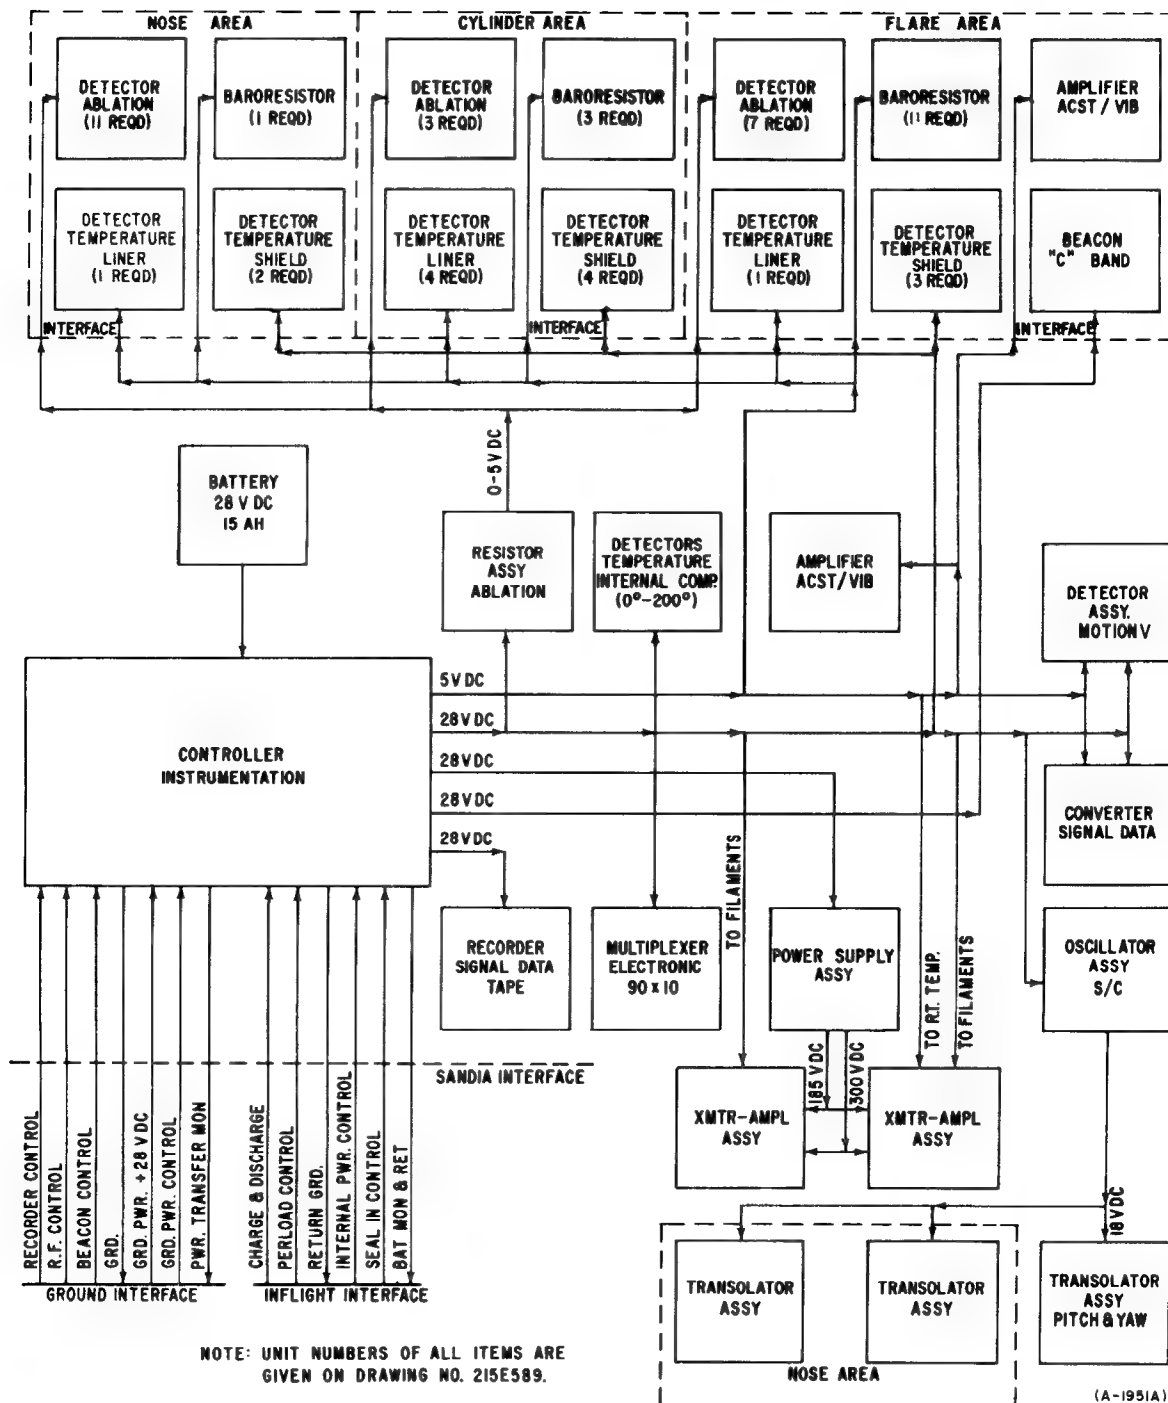 NOSE AREA
CYLINDER AREA
FLARE AREA
DETECTOR
ABLATION
(11 REQD)
BARORESISTOR
(1 REQD)
DETECTOR
ABLATION
(3 REQD)
BARORESISTOR
(3 REQD)
DETECTOR
ABLATION
(7 REQD)
BARORESISTOR
(11 REQD)
AMPLIFIER
ACST / VIB
DETECTOR
TEMPERATURE
LINER
(1 REQD)
DETECTOR
TEMPERATURE
SHIELD
(2 REQD)
DETECTOR
TEMPERATURE
LINER
(4 REQD)
DETECTOR
TEMPERATURE
SHIELD
(4 REQD)
DETECTOR
TEMPERATURE
LINER
(1 REQD)
DETECTOR
TEMPERATURE
SHIELD
(3 REQD)
BEACON
"C" BAND
INTERFACE
INTERFACE
INTERFACE
BATTERY
28 V DC
15 AH
0-5V DC
RESISTOR
ASSY
ABLATION
DETECTORS
TEMPERATURE
INTERNAL COMP.
(0°-200°)
AMPLIFIER
ACST/VIB
DETECTOR
ASSY.
MOTION V
CONTROLLER
INSTRUMENTATION
5V DC
28V DC
28V DC
28V DC
28V DC
CONVERTER
SIGNAL DATA
RECORDER
SIGNAL DATA
TAPE
MULTIPLEXER
ELECTRONIC
90 x 10
TO FILAMENTS
POWER SUPPLY
ASSY
TO R.T. TEMP.
TO FILAMENTS
OSCILLATOR
ASSY
S/C
SANDIA INTERFACE
185 VDC
300VDC
XMTR-AMPL
ASSY
XMTR-AMPL
ASSY
RECORDER CONTROL
R.F. CONTROL
BEACON CONTROL
GRD.
GRD. PWR. + 28 VDC
GRD. PWR. CONTROL
PWR. TRANSFER MON
CHARGE & DISCHARGE
PERLOAD CONTROL
RETURN GRD.
INTERNAL PWR. CONTROL
SEAL IN CONTROL
BAT MON & RET
GROUND INTERFACE
INFLIGHT INTERFACE
18VDC
TRANSOLATOR
ASSY
TRANSOLATOR
ASSY
TRANSOLATOR
ASSY
PITCH & YAW
NOSE AREA
NOTE: UNIT NUMBERS OF ALL ITEMS ARE
GIVEN ON DRAWING NO. 215E589.
(A-1951A)